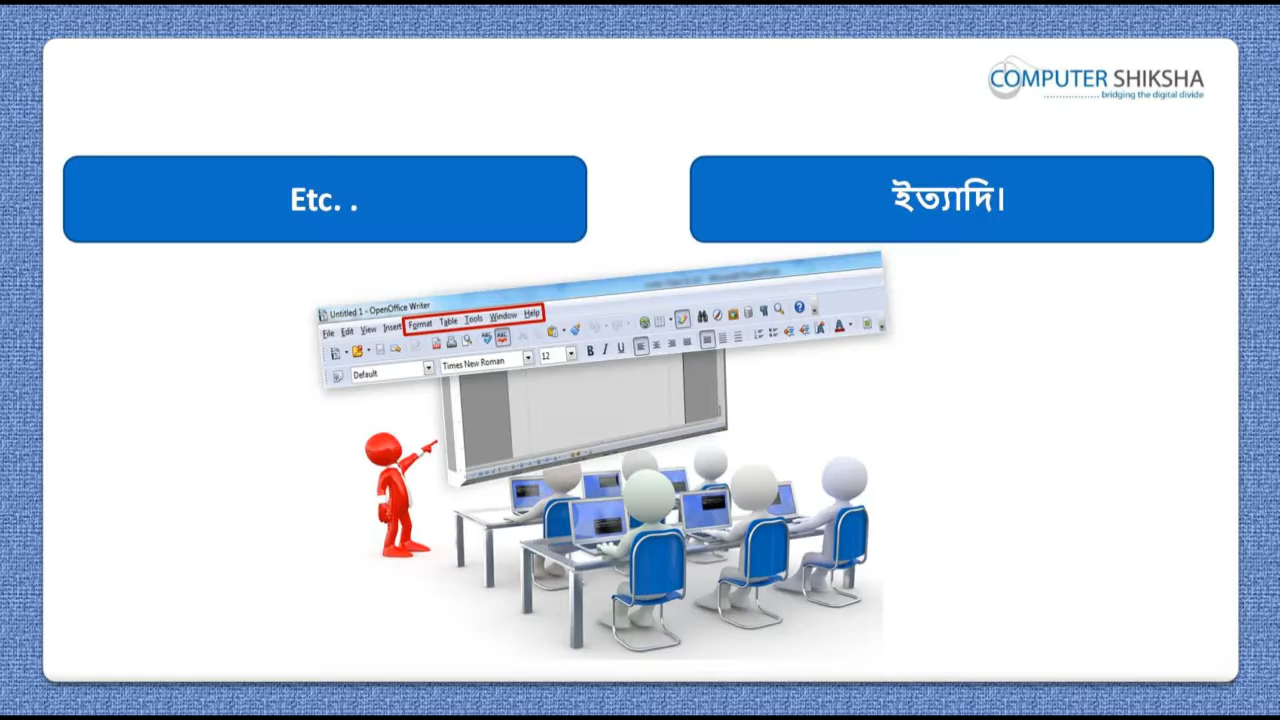 COMPUTER SHIKSHA
bridging the digital divide
Etc. .
ইত্যাদি।
Untitled 1 - OpenOffice Writer
File Edit View Insert Format Table Tools Window Help
Default Times New Roman 12 B I U